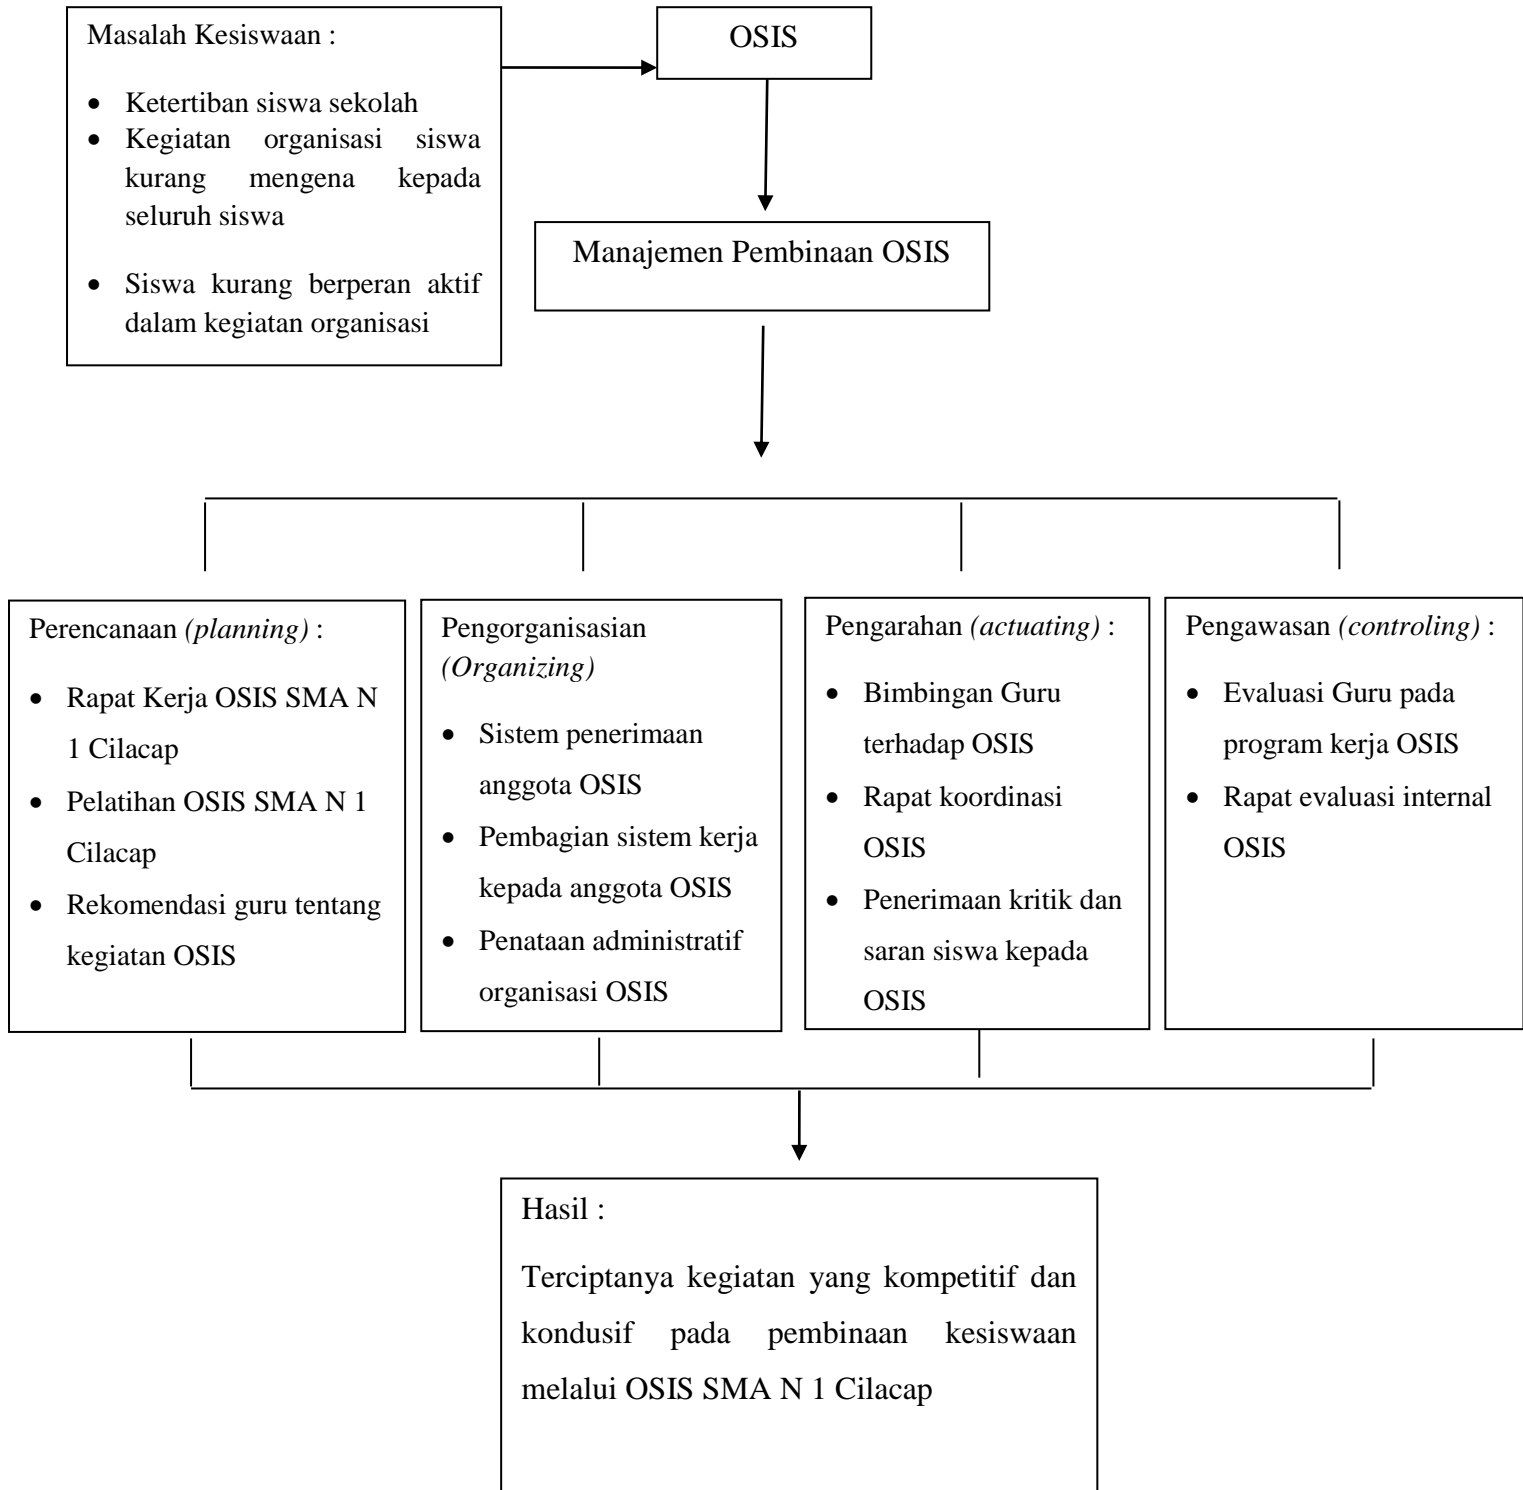 Masalah Kesiswaan :
• Ketertiban siswa sekolah
• Kegiatan organisasi siswa
kurang mengena kepada
seluruh siswa
• Siswa kurang berperan aktif
dalam kegiatan organisasi
OSIS
Manajemen Pembinaan OSIS
Perencanaan (planning) :
• Rapat Kerja OSIS SMA N
1 Cilacap
• Pelatihan OSIS SMA N 1
Cilacap
• Rekomendasi guru tentang
kegiatan OSIS
Pengorganisasian
(Organizing)
• Sistem penerimaan
anggota OSIS
• Pembagian sistem kerja
kepada anggota OSIS
• Penataan administratif
organisasi OSIS
Pengarahan (actuating) :
• Bimbingan Guru
terhadap OSIS
• Rapat koordinasi
OSIS
• Penerimaan kritik dan
saran siswa kepada
OSIS
Pengawasan (controling) :
• Evaluasi Guru pada
program kerja OSIS
• Rapat evaluasi internal
OSIS
Hasil :
Terciptanya kegiatan yang kompetitif dan
kondusif pada pembinaan kesiswaan
melalui OSIS SMA N 1 Cilacap